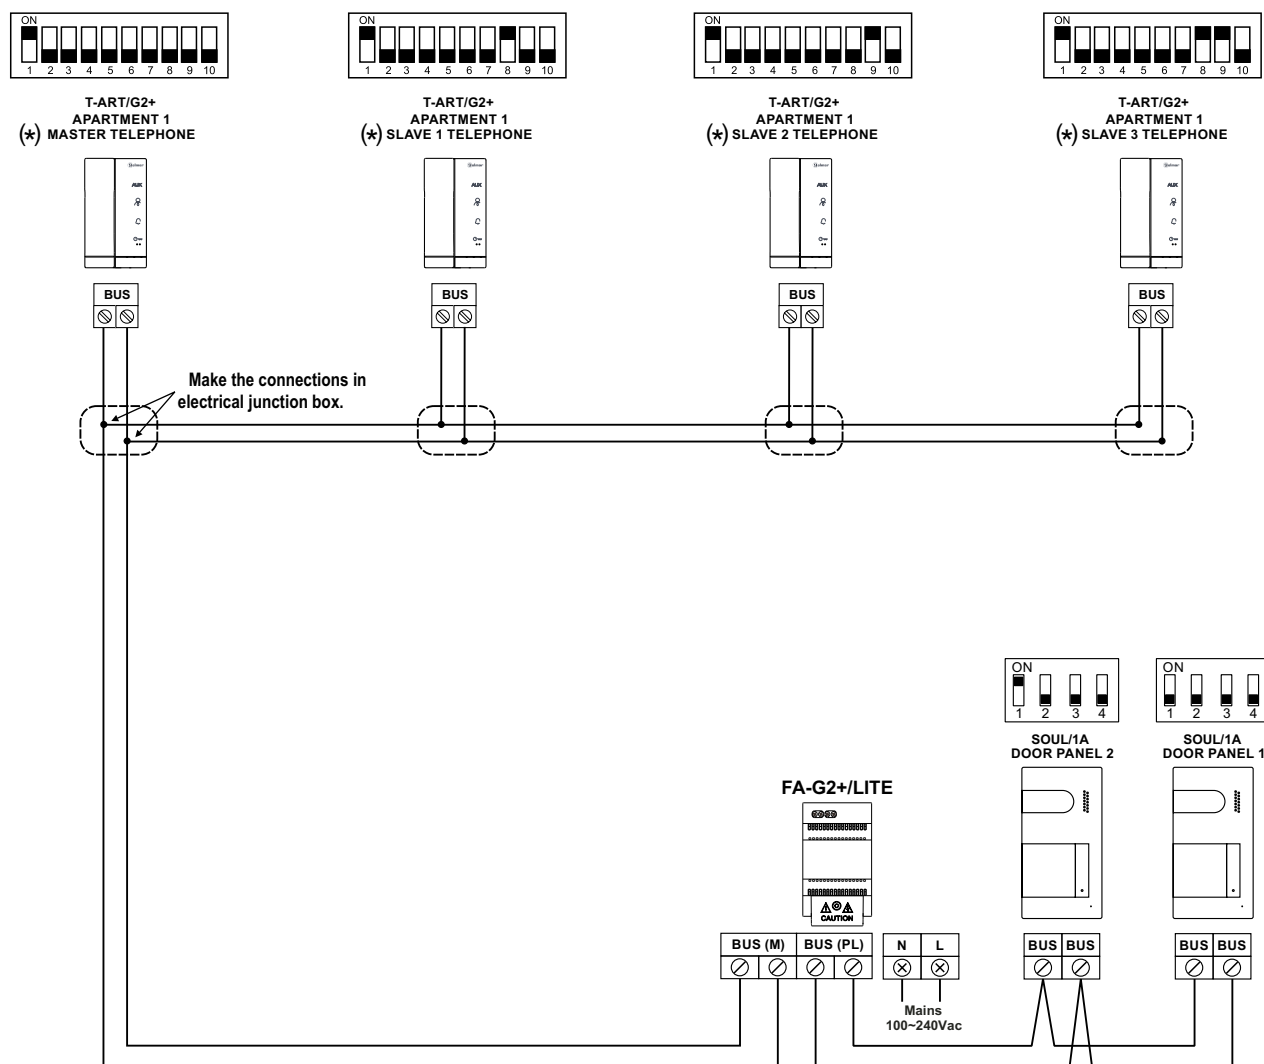 ON ON ON ON
1 2 3 4 5 6 7 8 9 10 1 2 3 4 5 6 7 8 9 10 1 2 3 4 5 6 7 8 9 10 1 2 3 4 5 6 7 8 9 10
T-ART/G2+ T-ART/G2+ T-ART/G2+ T-ART/G2+
APARTMENT 1 APARTMENT 1 APARTMENT 1 APARTMENT 1
(*) MASTER TELEPHONE (*) SLAVE 1 TELEPHONE (*) SLAVE 2 TELEPHONE (*) SLAVE 3 TELEPHONE
AUX AUX AUX AUX
BUS BUS BUS BUS
Make the connections in
electrical junction box.
ON ON
1 2 3 4 1 2 3 4
SOUL/1A SOUL/1A
DOOR PANEL 2 DOOR PANEL 1
FA-G2+/LITE
CAUTION
BUS (M) BUS (PL) N L BUS BUS BUS BUS
Mains
100~240Vac